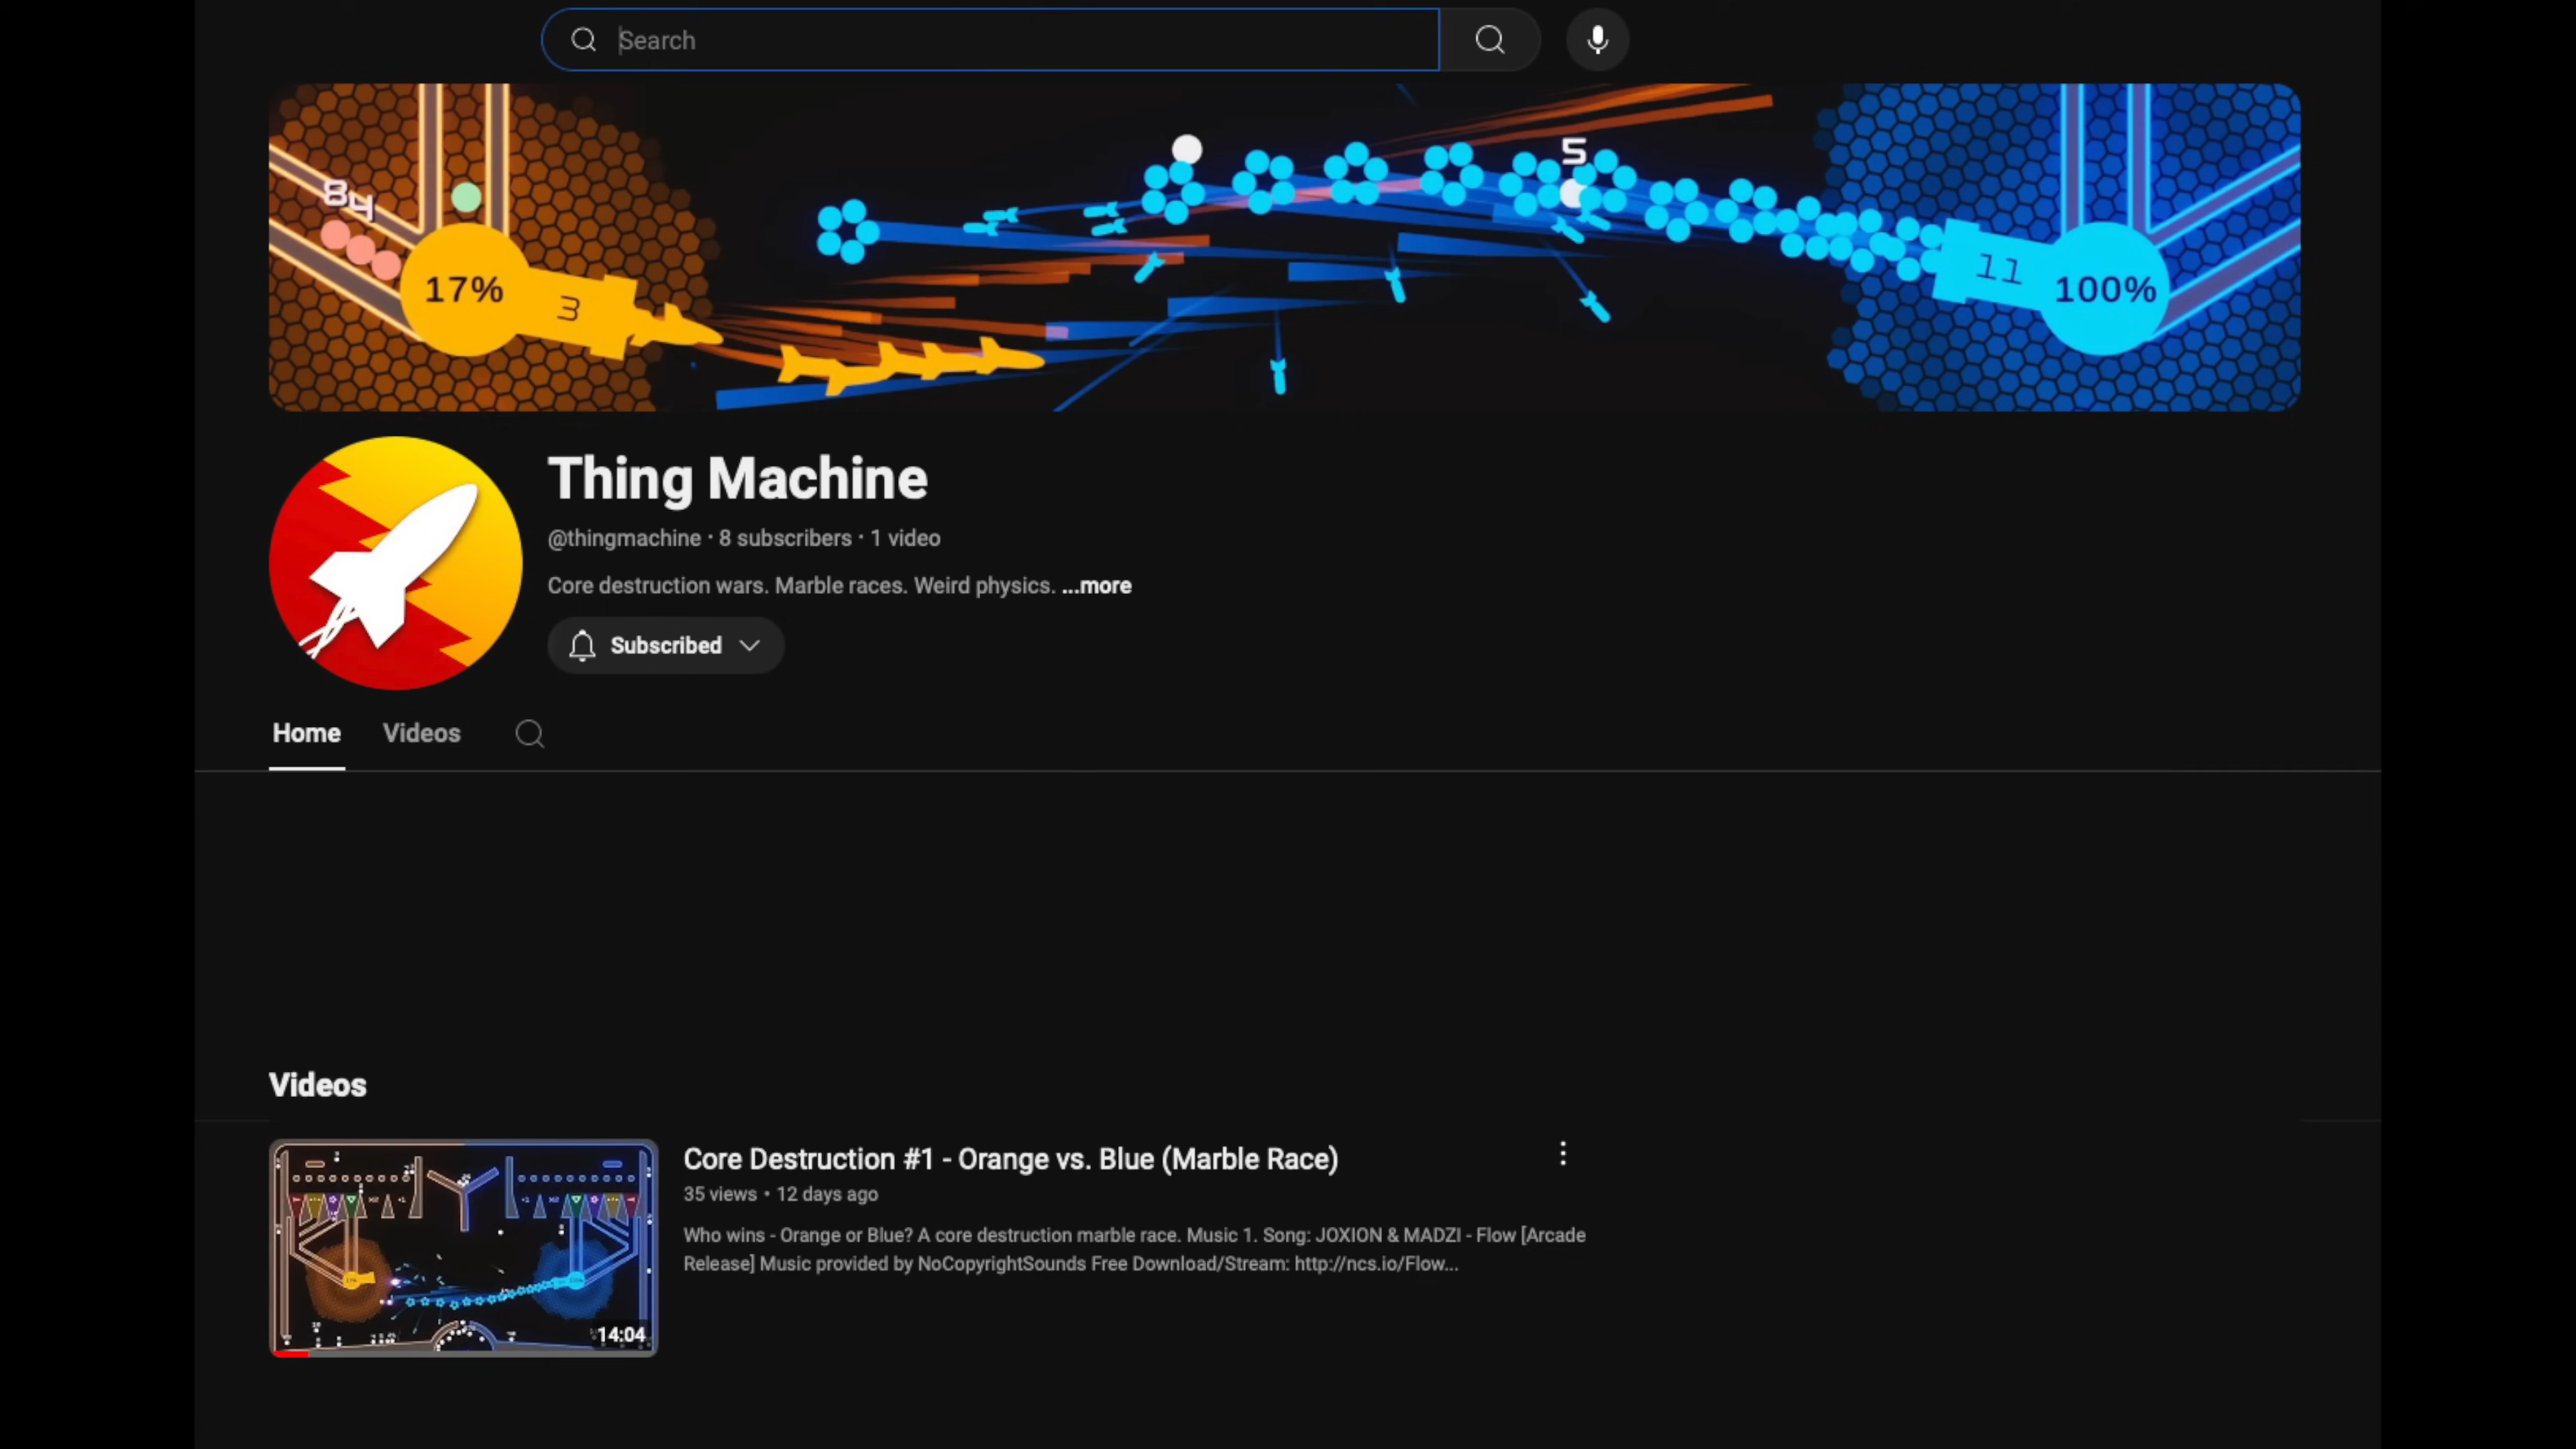 Search
84
5
17%
3
11
100%
Thing Machine
@thingmachine • 8 subscribers • 1 video
Core destruction wars. Marble races. Weird physics. ...more
Subscribed
Home
Videos
Videos
Core Destruction #1 - Orange vs. Blue (Marble Race)
35 views • 12 days ago
Who wins - Orange or Blue? A core destruction marble race. Music 1. Song: JOXION & MADZI - Flow [Arcade
Release] Music provided by NoCopyrightSounds Free Download/Stream: http://ncs.io/Flow...
14:04